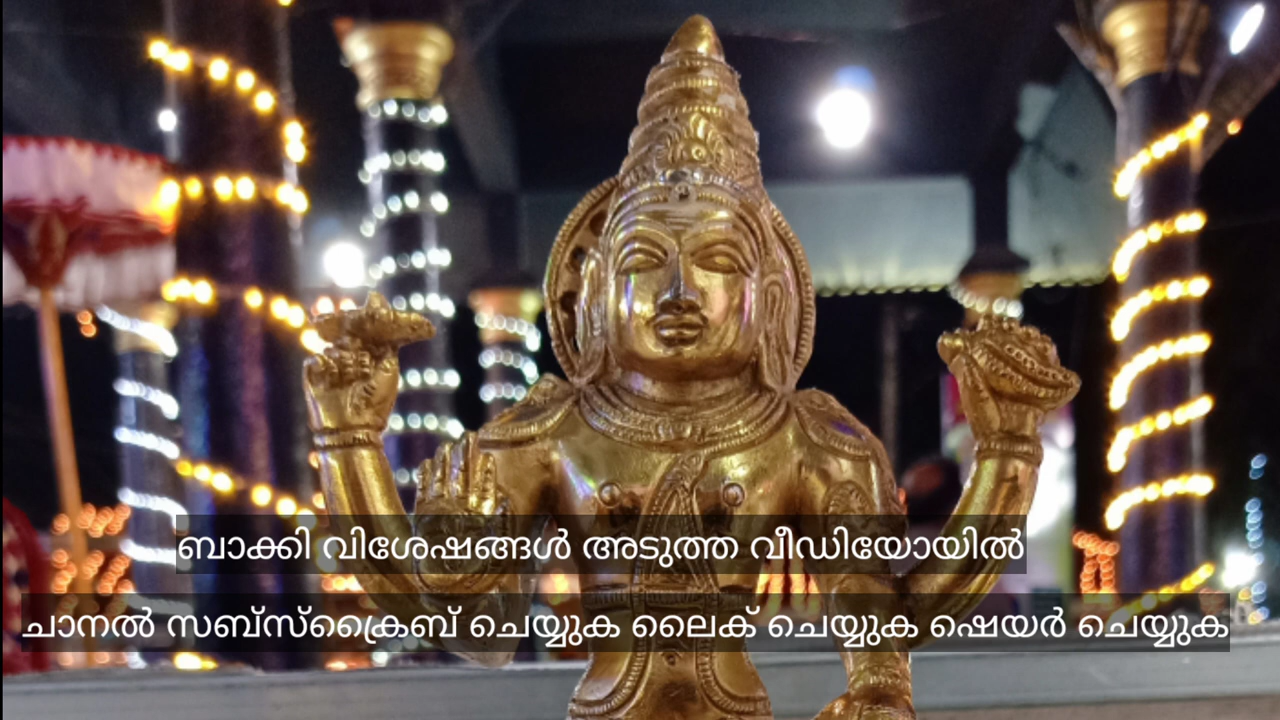 ബാക്കി വിശേഷങ്ങൾ അടുത്ത വീഡിയോയിൽ
ചാനൽ സബ്സ്ക്രൈബ് ചെയ്യുക ലൈക് ചെയ്യുക ഷെയർ ചെയ്യുക